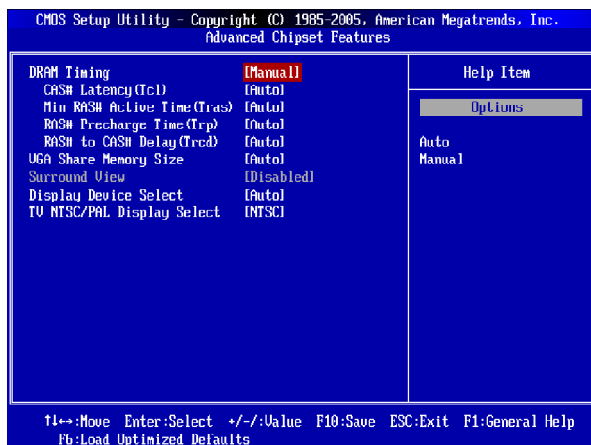 CMOS Setup Utility - Copyright (C) 1985-2005, American Megatrends, Inc.
Advanced Chipset Features
DRAM Timing [Manual]
CAS# Latency(Tcl) [Auto]
Min RAS# Active Time(Tras) [Auto]
RAS# Precharge Time(Trp) [Auto]
RAS# to CAS# Delay(Trcd) [Auto]
VGA Share Memory Size [Auto]
Surround View [Disabled]
Display Device Select [Auto]
TV NTSC/PAL Display Select [NTSC]
Help Item
Options
Auto
Manual
↑↓←→:Move Enter:Select +/-/:Value F10:Save ESC:Exit F1:General Help
F6:Load Optimized Defaults